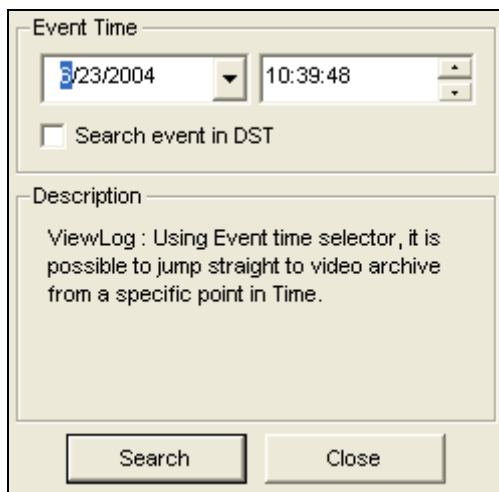 Event Time
6/23/2004
10:39:48
Search event in DST
Description
ViewLog : Using Event time selector, it is
possible to jump straight to video archive
from a specific point in Time.
Search
Close